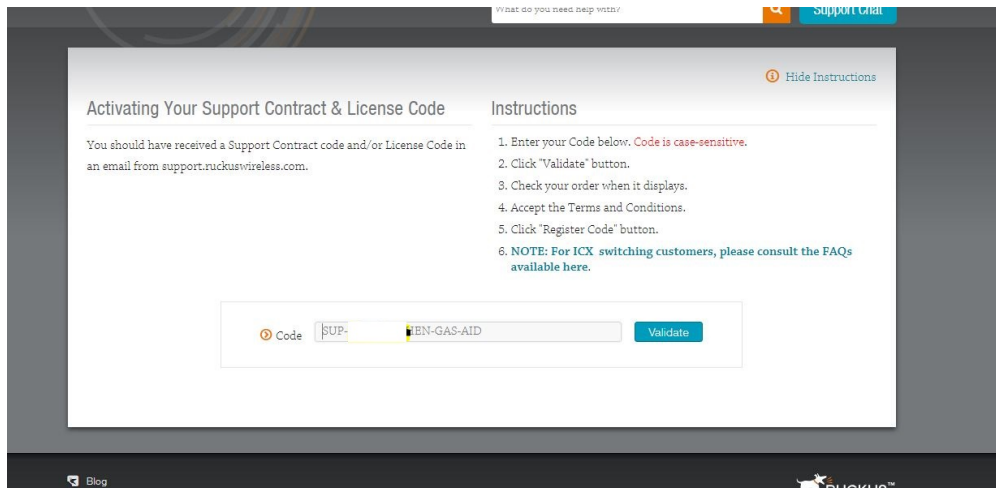 What do you need help with?
Support Chat
Hide Instructions
Activating Your Support Contract & License Code
You should have received a Support Contract code and/or License Code in
an email from support.ruckuswireless.com.
Instructions
1. Enter your Code below. Code is case-sensitive.
2. Click "Validate" button.
3. Check your order when it displays.
4. Accept the Terms and Conditions.
5. Click "Register Code" button.
6. NOTE: For ICX switching customers, please consult the FAQs
available here.
Code
SUP-
EN-GAS-AID
Validate
Blog
RUCKUS™